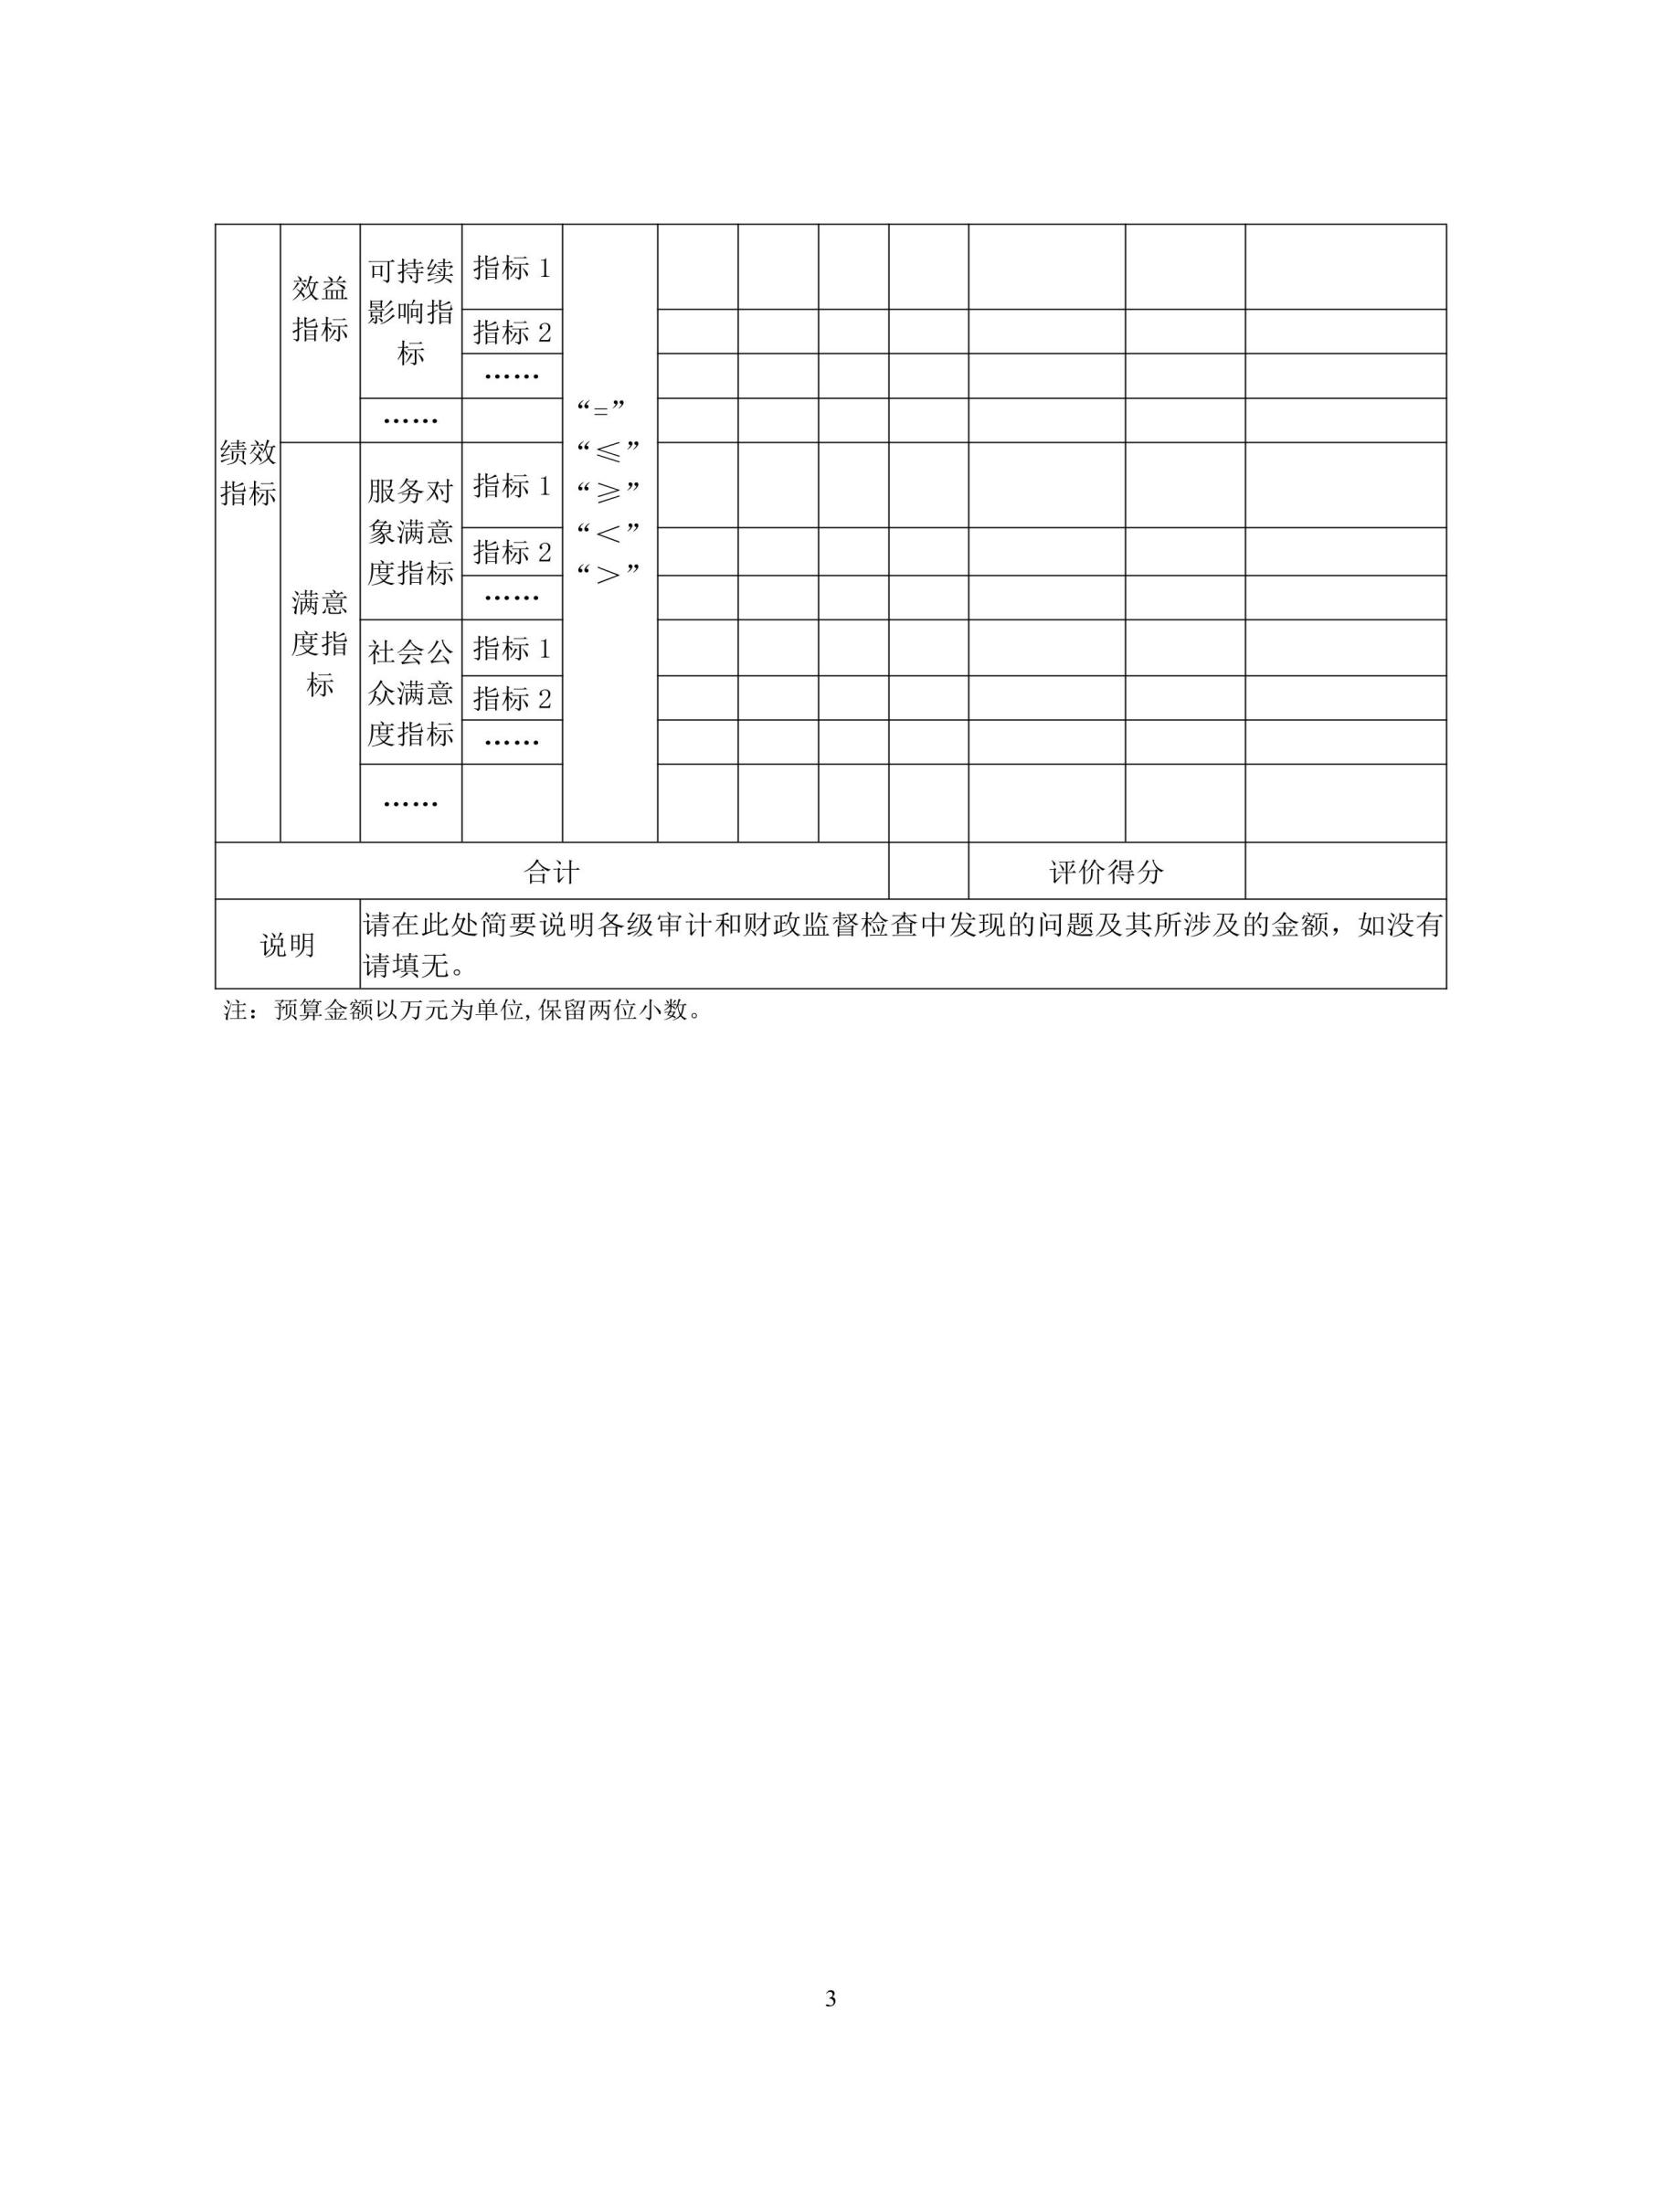 绩效
指标
效益
指标
可持续
影响指
标
指标 1
指标 2
……
……
“=”
“≤”
“≥”
“＜”
“＞”
满意
度指
标
服务对
象满意
度指标
指标 1
指标 2
……
社会公
众满意
度指标
指标 1
指标 2
……
……
合计
评价得分
说明
请在此处简要说明各级审计和财政监督检查中发现的问题及其所涉及的金额，如没有
请填无。
注：预算金额以万元为单位,保留两位小数。
3